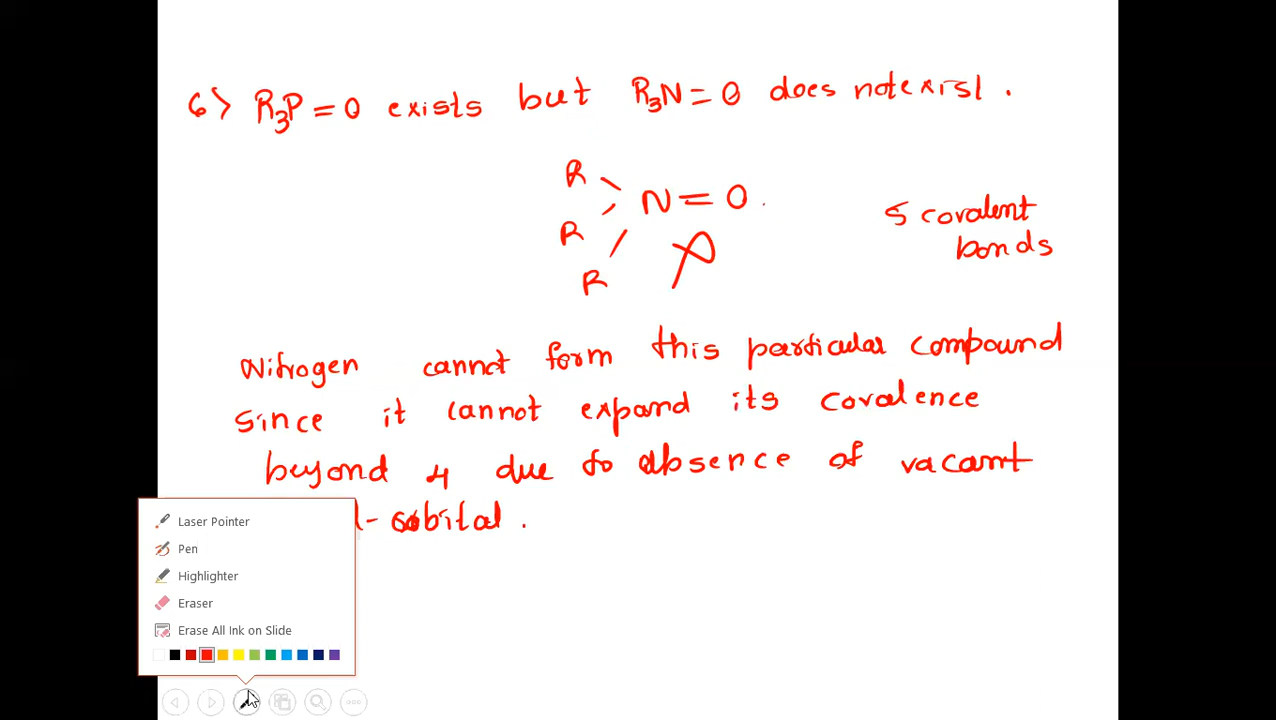 6> R3P = O exists but R3N = O does not exist .
R
R N = O
R
5 covalent
bonds
Nitrogen cannot form this particular compound
since it cannot expand its covalence
beyond 4 due to absence of vacant
- orbital .
Laser Pointer
Pen
Highlighter
Eraser
Erase All Ink on Slide